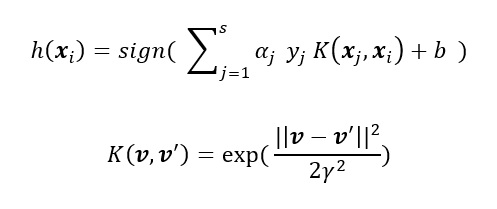 h(𝒙ᵢ) = sign( ∑ⱼ₌₁ˢ αⱼ yⱼ K(𝒙ⱼ, 𝒙ᵢ) + b )
K(𝒗, 𝒗′) = exp( ||𝒗 − 𝒗′||² / 2γ² )